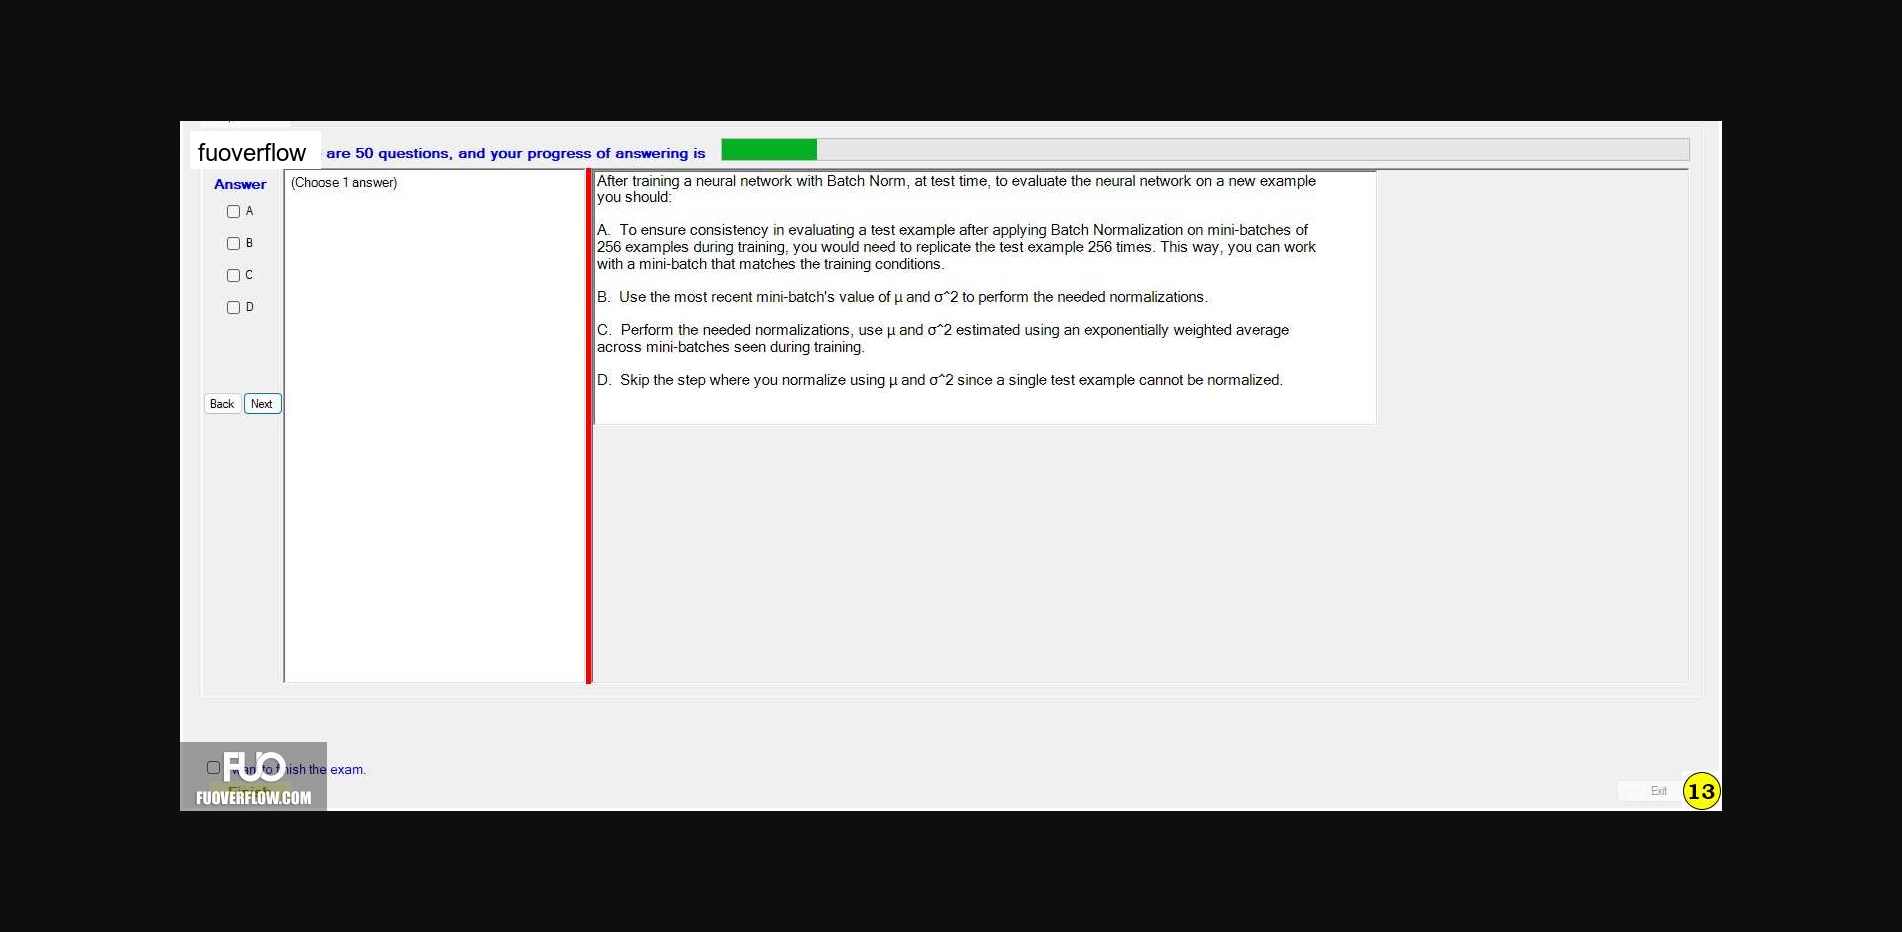 fuoverflow are 50 questions, and your progress of answering is
Answer
A
B
C
D
Back Next
(Choose 1 answer)
After training a neural network with Batch Norm, at test time, to evaluate the neural network on a new example
you should:
A. To ensure consistency in evaluating a test example after applying Batch Normalization on mini-batches of
256 examples during training, you would need to replicate the test example 256 times. This way, you can work
with a mini-batch that matches the training conditions.
B. Use the most recent mini-batch's value of μ and σ^2 to perform the needed normalizations.
C. Perform the needed normalizations, use μ and σ^2 estimated using an exponentially weighted average
across mini-batches seen during training.
D. Skip the step where you normalize using μ and σ^2 since a single test example cannot be normalized.
FUO
want to finish the exam.
Finish
FUOVERFLOW.COM
Exit
13